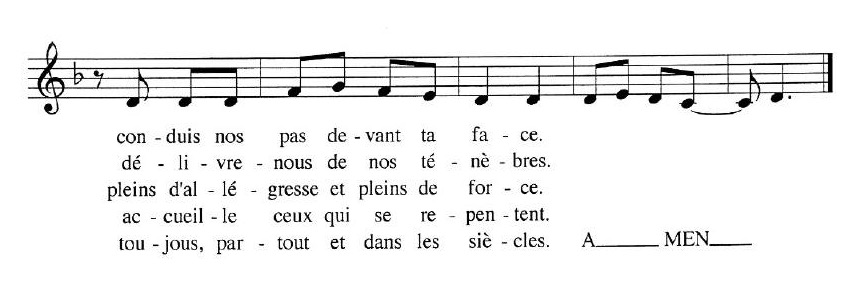 con - duis nos pas de - vant ta fa - ce.
dé - li - vre - nous de nos té - nè - bres.
pleins d'al - lé - gresse et pleins de for - ce.
ac - cueil - le ceux qui se re - pen - tent.
tou - jous, par - tout et dans les siè - cles. A______ MEN____